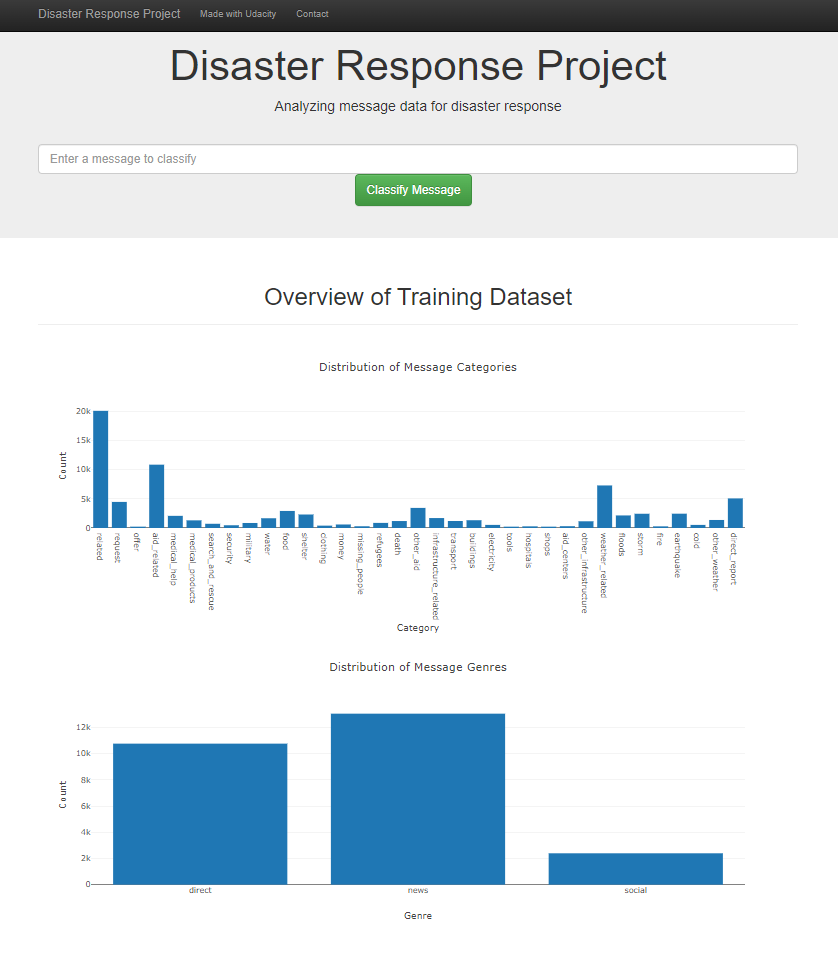 Disaster Response Project Made with Udacity Contact
Disaster Response Project
Analyzing message data for disaster response
Enter a message to classify
Classify Message
Overview of Training Dataset
Distribution of Message Categories
20k
15k
10k
5k
0
Count
related
request
offer
aid_related
medical_help
medical_products
search_and_rescue
security
military
water
food
shelter
clothing
money
missing_people
refugees
death
other_aid
infrastructure_related
transport
buildings
electricity
tools
hospitals
shops
aid_centers
other_infrastructure
weather_related
floods
storm
fire
earthquake
cold
other_weather
direct_report
Category
Distribution of Message Genres
12k
10k
8k
6k
4k
2k
0
Count
direct
news
social
Genre